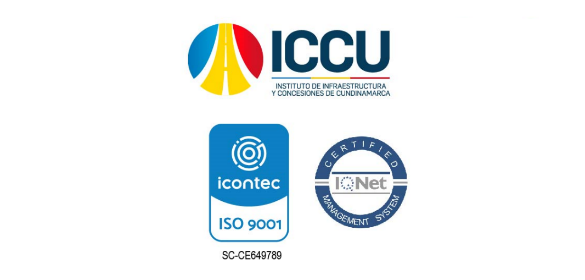 ICCU
INSTITUTO DE INFRAESTRUCTURA
Y CONCESIONES DE CUNDINAMARCA
icontec
ISO 9001
SC-CE649789
CERTIFIED
IQNet
MANAGEMENT SYSTEM